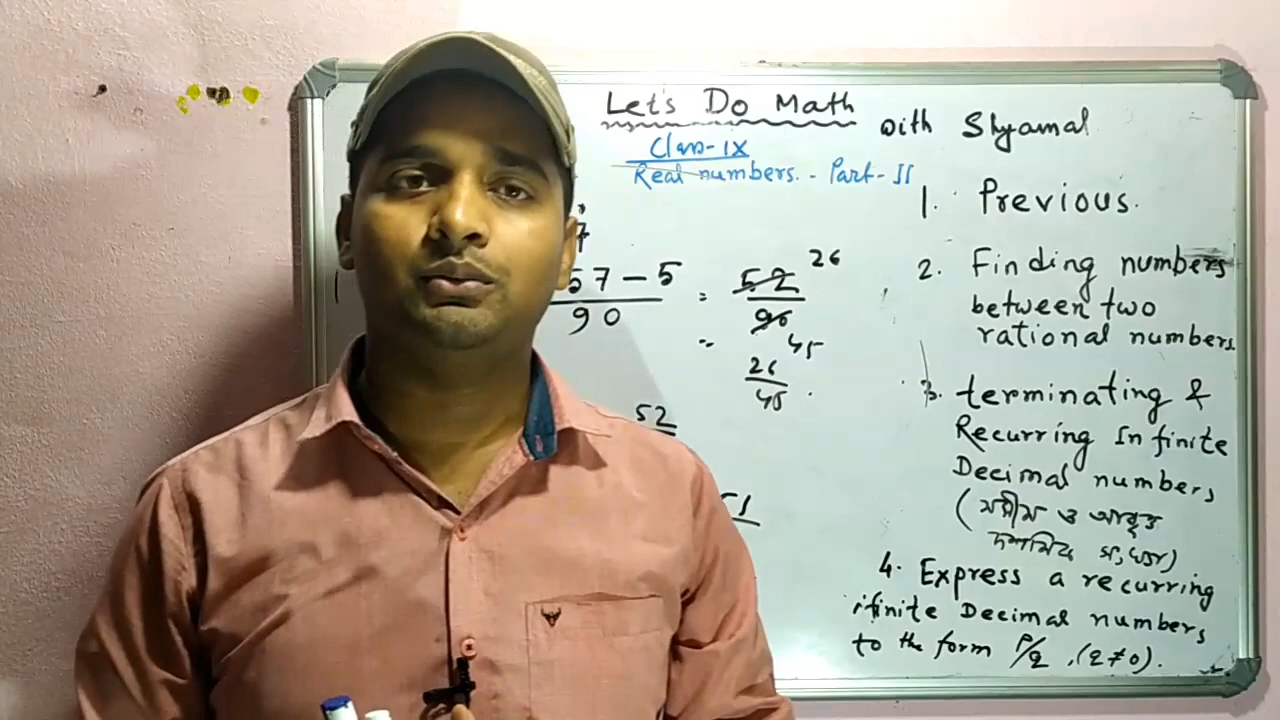 Let's Do Math with Shyamal
Class-IX
Real numbers. - Part-II
57-5 = 52 26
90 90 45
= 26
45.
52
51
1. Previous.
2. Finding numbers
between two
rational numbers
3. terminating &
Recurring Infinite
Decimal numbers
(সসীম ও আবৃত্ত
দশমিক সংখ্যা)
4. Express a recurring
ifinite Decimal numbers
to the form P/q, (q≠0).